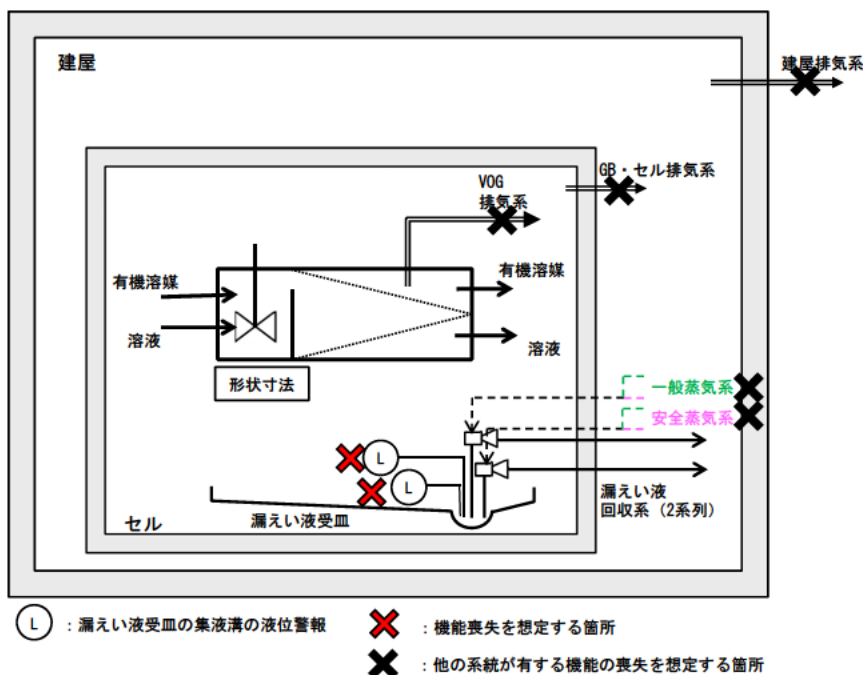 建屋
建屋排気系
VOG
排気系
GB・セル排気系
有機溶媒
溶液
有機溶媒
溶液
形状寸法
一般蒸気系
安全蒸気系
L
L
漏えい液
回収系(2系列)
漏えい液受皿
セル
L :漏えい液受皿の集液溝の液位警報
:機能喪失を想定する箇所
:他の系統が有する機能の喪失を想定する箇所